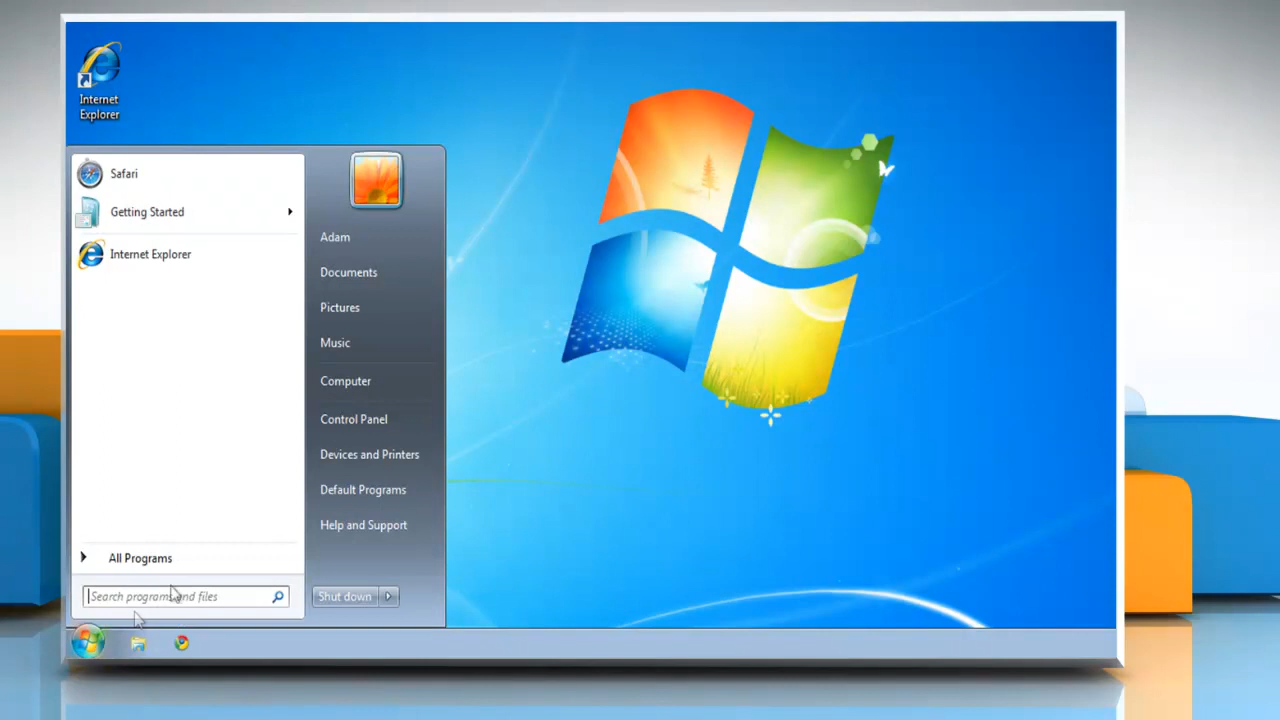 Internet
Explorer
Safari
Getting Started
Internet Explorer
All Programs
Search programs and files
Adam
Documents
Pictures
Music
Computer
Control Panel
Devices and Printers
Default Programs
Help and Support
Shut down